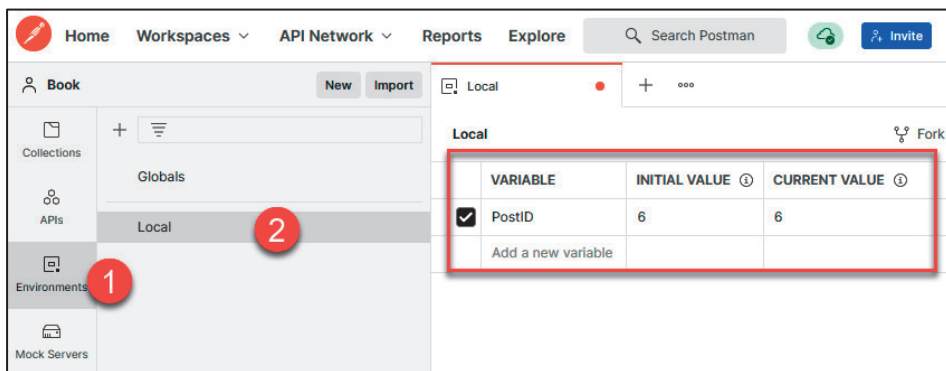 Home Workspaces API Network Reports Explore Search Postman Invite
Book New Import Local
Collections
Local Fork
Globals
VARIABLE INITIAL VALUE CURRENT VALUE
APIs
PostID 6 6
Local 2
Add a new variable
Environments 1
Mock Servers